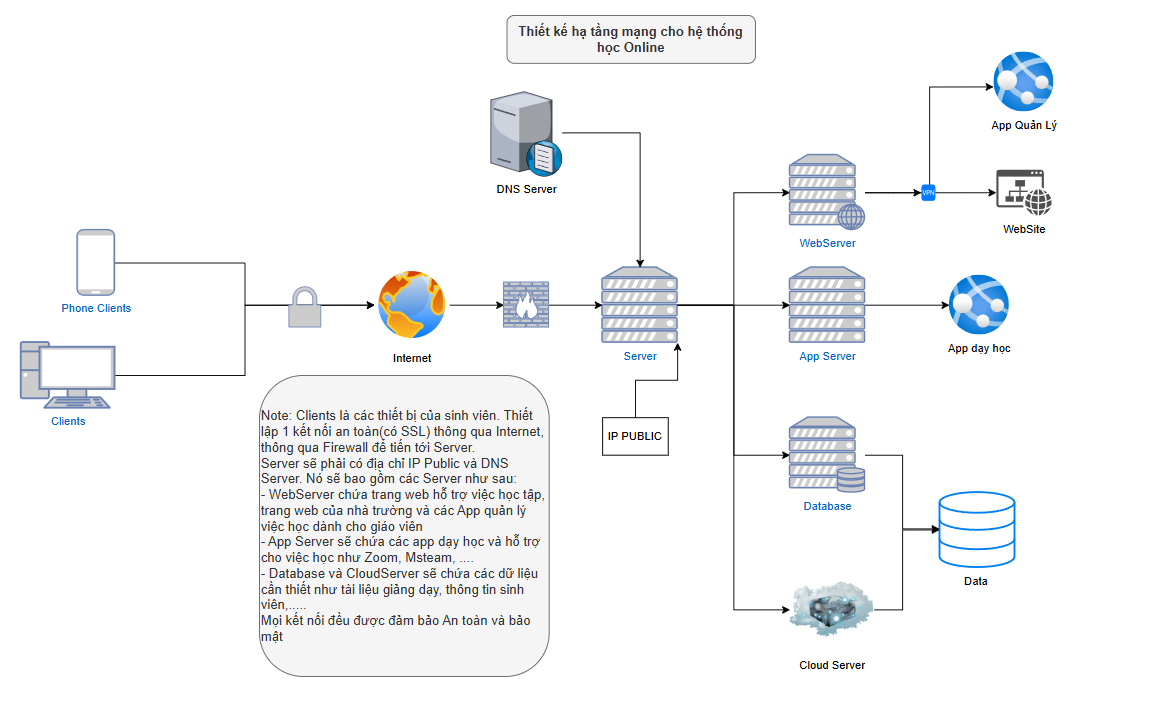 Thiết kế hạ tầng mạng cho hệ thống
học Online
App Quản Lý
DNS Server
VPN
WebSite
WebServer
Phone Clients
Internet
Server
App Server
App dạy học
Clients
IP PUBLIC
Note: Clients là các thiết bị của sinh viên. Thiết
lập 1 kết nối an toàn(có SSL) thông qua Internet,
thông qua Firewall để tiến tới Server.
Server sẽ phải có địa chỉ IP Public và DNS
Server. Nó sẽ bao gồm các Server như sau:
- WebServer chứa trang web hỗ trợ việc học tập,
trang web của nhà trường và các App quản lý
việc học dành cho giáo viên
- App Server sẽ chứa các app dạy học và hỗ trợ
cho việc học như Zoom, Msteam, ....
- Database và CloudServer sẽ chứa các dữ liệu
cần thiết như tài liệu giảng dạy, thông tin sinh
viên,.....
Mọi kết nối đều được đảm bảo An toàn và bảo
mật
Database
Data
Cloud Server